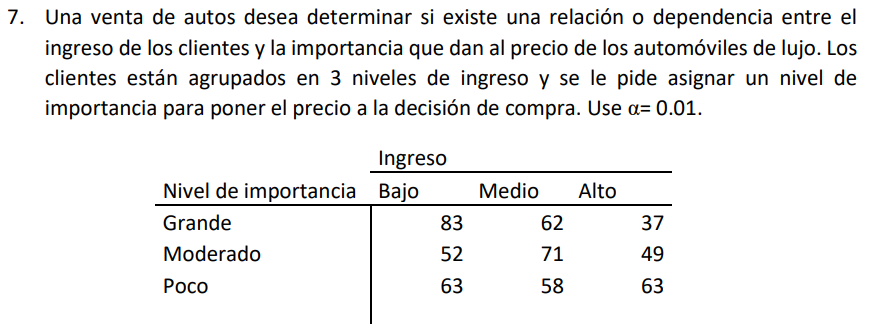 7. Una venta de autos desea determinar si existe una relación o dependencia entre el
ingreso de los clientes y la importancia que dan al precio de los automóviles de lujo. Los
clientes están agrupados en 3 niveles de ingreso y se le pide asignar un nivel de
importancia para poner el precio a la decisión de compra. Use α= 0.01.
Ingreso
Nivel de importancia Bajo Medio Alto
Grande 83 62 37
Moderado 52 71 49
Poco 63 58 63